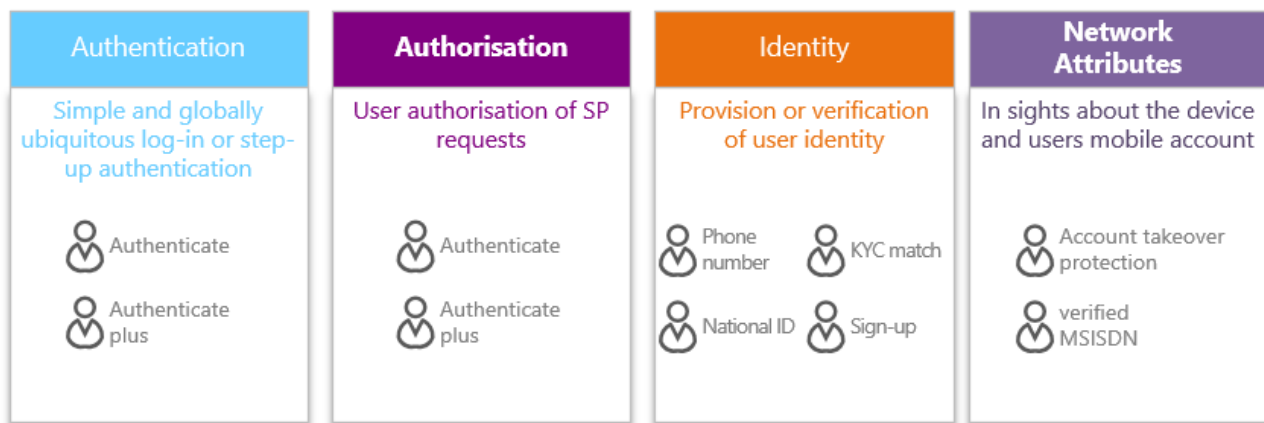 Authentication
Simple and globally
ubiquitous log-in or step-
up authentication
Authenticate
Authenticate
plus
Authorisation
User authorisation of SP
requests
Authenticate
Authenticate
plus
Identity
Provision or verification
of user identity
Phone
number
KYC match
National ID
Sign-up
Network
Attributes
In sights about the device
and users mobile account
Account takeover
protection
verified
MSISDN